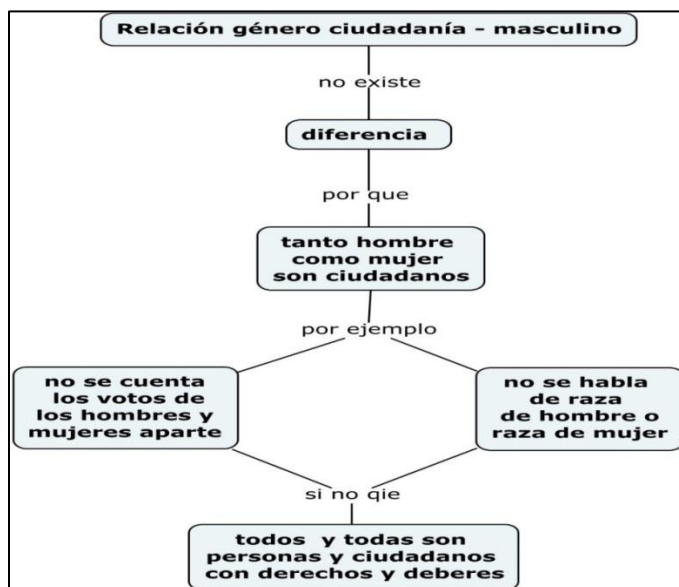 Relación género ciudadanía - masculino
no existe
diferencia
por que
tanto hombre
como mujer
son ciudadanos
por ejemplo
no se cuenta
los votos de
los hombres y
mujeres aparte
no se habla
de raza
de hombre o
raza de mujer
si no qie
todos y todas son
personas y ciudadanos
con derechos y deberes